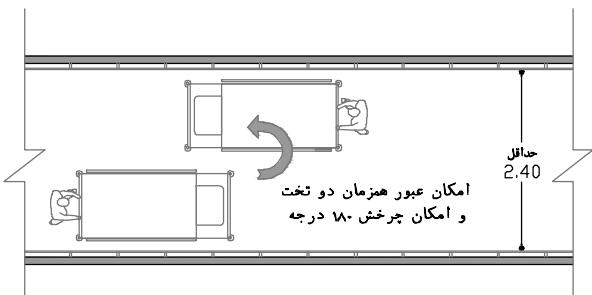 حداقل
2.40
امکان عبور همزمان دو تخت
و امکان چرخش ۱۸۰ درجه